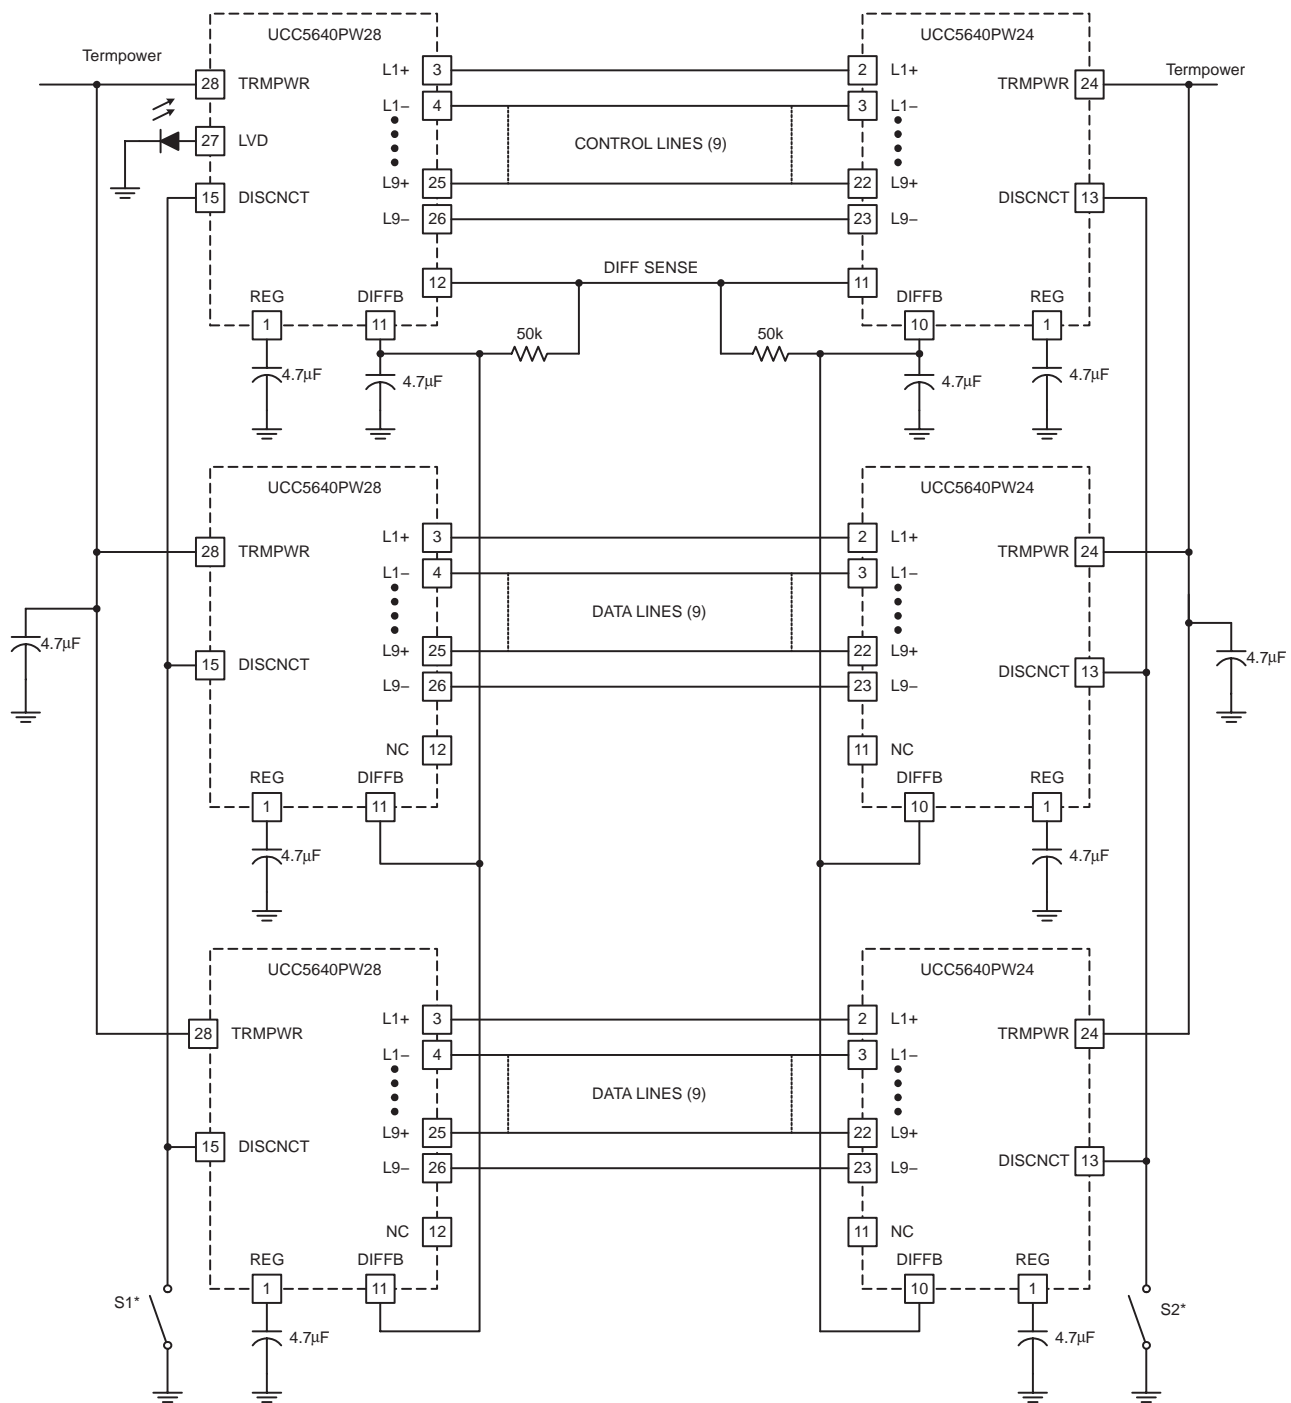 UCC5640PW28
UCC5640PW24
Termpower
Termpower
28 TRMPWR
L1+ 3
2 L1+
TRMPWR 24
L1– 4
3 L1–
27 LVD
CONTROL LINES (9)
L9+ 25
22 L9+
15 DISCNCT
DISCNCT 13
L9– 26
23 L9–
DIFF SENSE
12
11
REG
DIFFB
DIFFB
REG
1
11
10
1
50k
50k
4.7µF
4.7µF
4.7µF
4.7µF
UCC5640PW28
UCC5640PW24
L1+ 3
2 L1+
28 TRMPWR
TRMPWR 24
L1– 4
3 L1–
DATA LINES (9)
4.7µF
L9+ 25
22 L9+
4.7µF
15 DISCNCT
DISCNCT 13
L9– 26
23 L9–
NC 12
11 NC
REG
DIFFB
DIFFB
REG
1
11
10
1
4.7µF
4.7µF
UCC5640PW28
UCC5640PW24
L1+ 3
2 L1+
28 TRMPWR
TRMPWR 24
L1– 4
3 L1–
DATA LINES (9)
L9+ 25
22 L9+
15 DISCNCT
DISCNCT 13
L9– 26
23 L9–
NC 12
11 NC
REG
DIFFB
DIFFB
REG
1
11
10
1
S1*
S2*
4.7µF
4.7µF